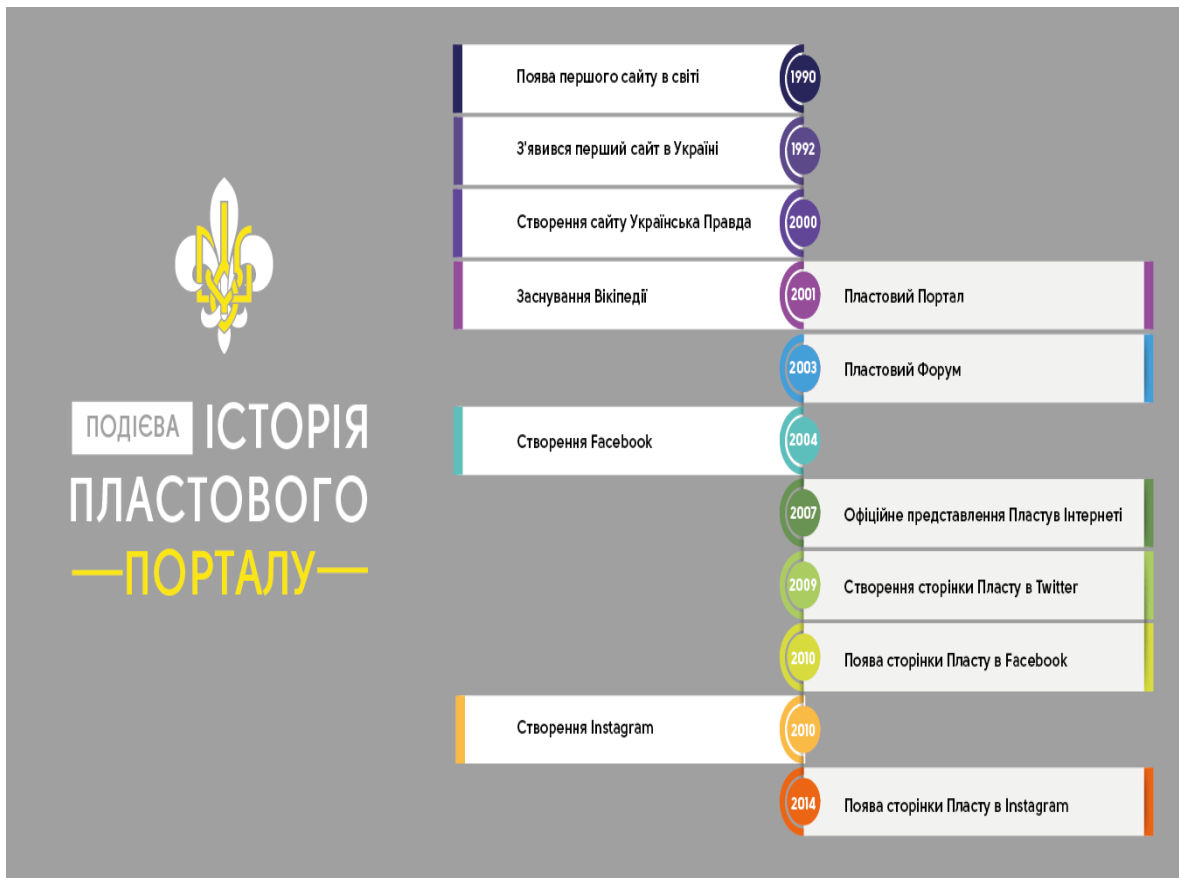 ПОДІЄВА ІСТОРІЯ
ПЛАСТОВОГО
ПОРТАЛУ
Поява першого сайту в світі 1990
З'явився перший сайт в Україні 1992
Створення сайту Українська Правда 2000
Заснування Вікіпедії 2001 Пластовий Портал
2003 Пластовий Форум
Створення Facebook 2004
2007 Офіційне представлення Пластув Інтернеті
2009 Створення сторінки Пласту в Twitter
2010 Поява сторінки Пласту в Facebook
Створення Instagram 2010
2014 Поява сторінки Пласту в Instagram